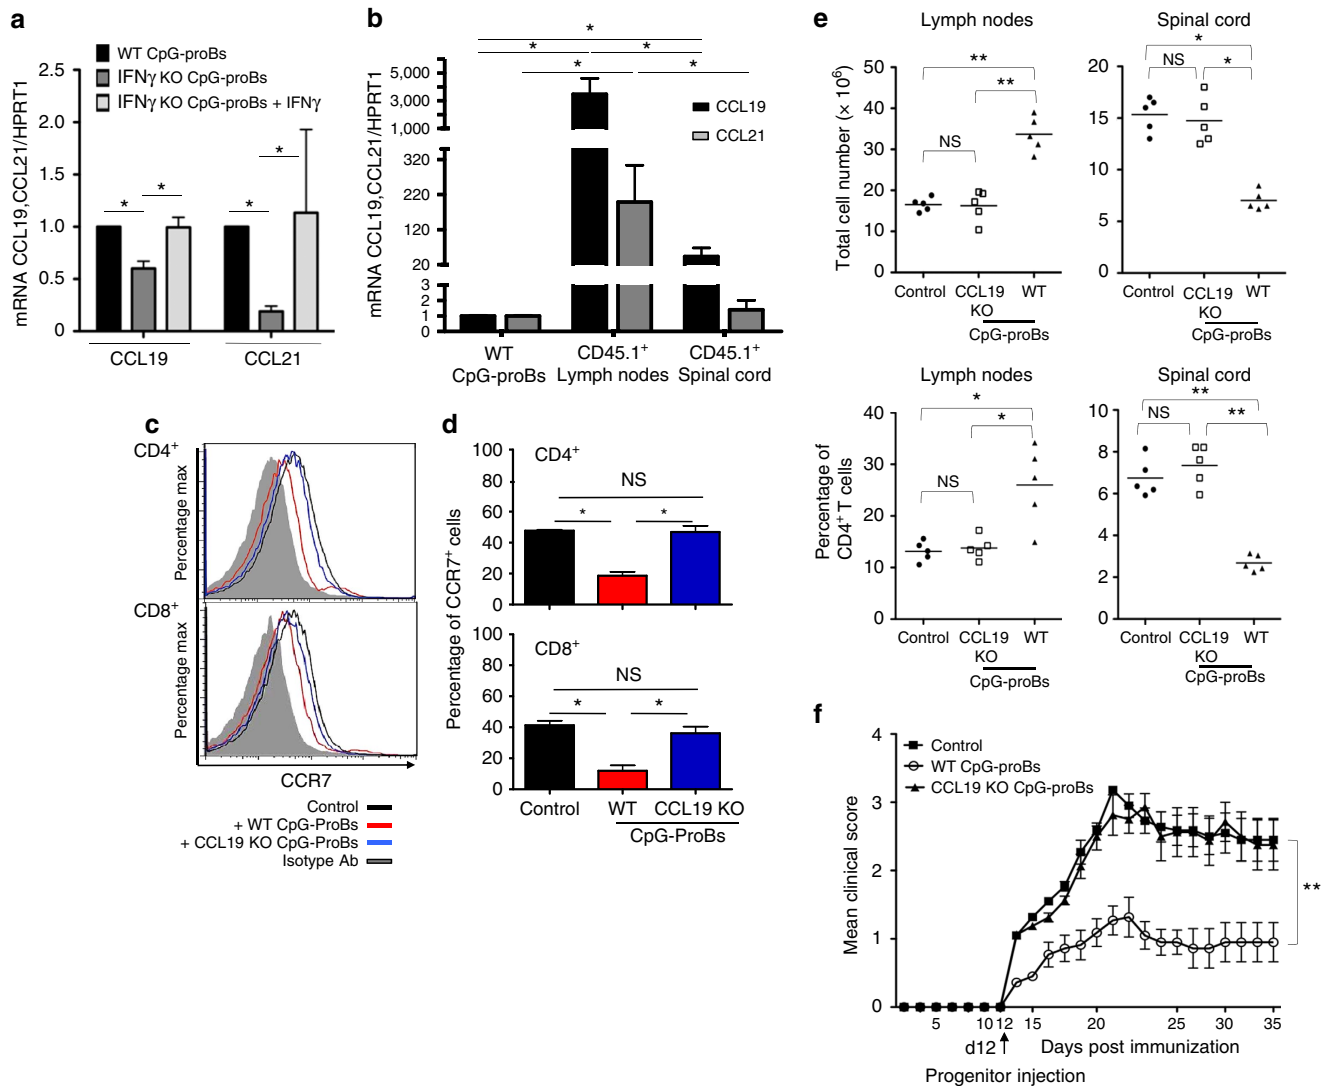 a
WT CpG-proBs
IFNγ KO CpG-proBs
IFNγ KO CpG-proBs + IFNγ
mRNA CCL19,CCL21/HPRT1
2.5
2.0
1.5
1.0
0.5
0
* * * *
CCL19 CCL21
b
mRNA CCL19,CCL21/HPRT1
5,000
3,000
1,000
320
220
120
20
3
2
1
0
*
* *
* *
CCL19
CCL21
WT CD45.1+ CD45.1+
CpG-proBs Lymph nodes Spinal cord
c
CD4+
Percentage max
CD8+
Percentage max
CCR7
Control
+ WT CpG-ProBs
+ CCL19 KO CpG-ProBs
Isotype Ab
d
Percentage of CCR7+ cells
100
80
60
40
20
0
CD4+
NS
* *
100
80
60
40
20
0
CD8+
NS
* *
Control WT CCL19 KO
CpG-ProBs
e
Lymph nodes
Total cell number (× 10⁶)
50
40
30
20
10
0
**
**
NS
Control CCL19 WT
KO
CpG-proBs
Spinal cord
20
15
10
5
0
*
NS *
Control CCL19 WT
KO
CpG-proBs
Lymph nodes
Percentage of
CD4+ T cells
40
30
20
10
0
*
*
NS
Control CCL19 WT
KO
CpG-proBs
Spinal cord
10
8
6
4
2
0
**
NS **
Control CCL19 WT
KO
CpG-proBs
f
Mean clinical score
4
3
2
1
0
Control
WT CpG-proBs
CCL19 KO CpG-proBs
**
5 10 12 15 20 25 30 35
d12 Days post immunization
Progenitor injection